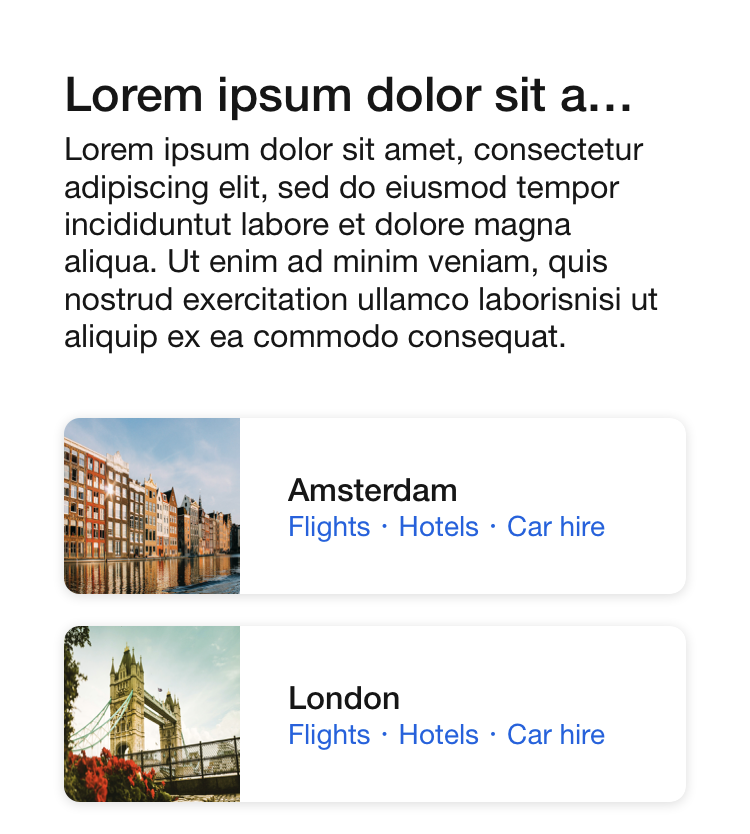 Lorem ipsum dolor sit a...
Lorem ipsum dolor sit amet, consectetur
adipiscing elit, sed do eiusmod tempor
incididuntut labore et dolore magna
aliqua. Ut enim ad minim veniam, quis
nostrud exercitation ullamco laborisnisi ut
aliquip ex ea commodo consequat.
Amsterdam
Flights · Hotels · Car hire
London
Flights · Hotels · Car hire